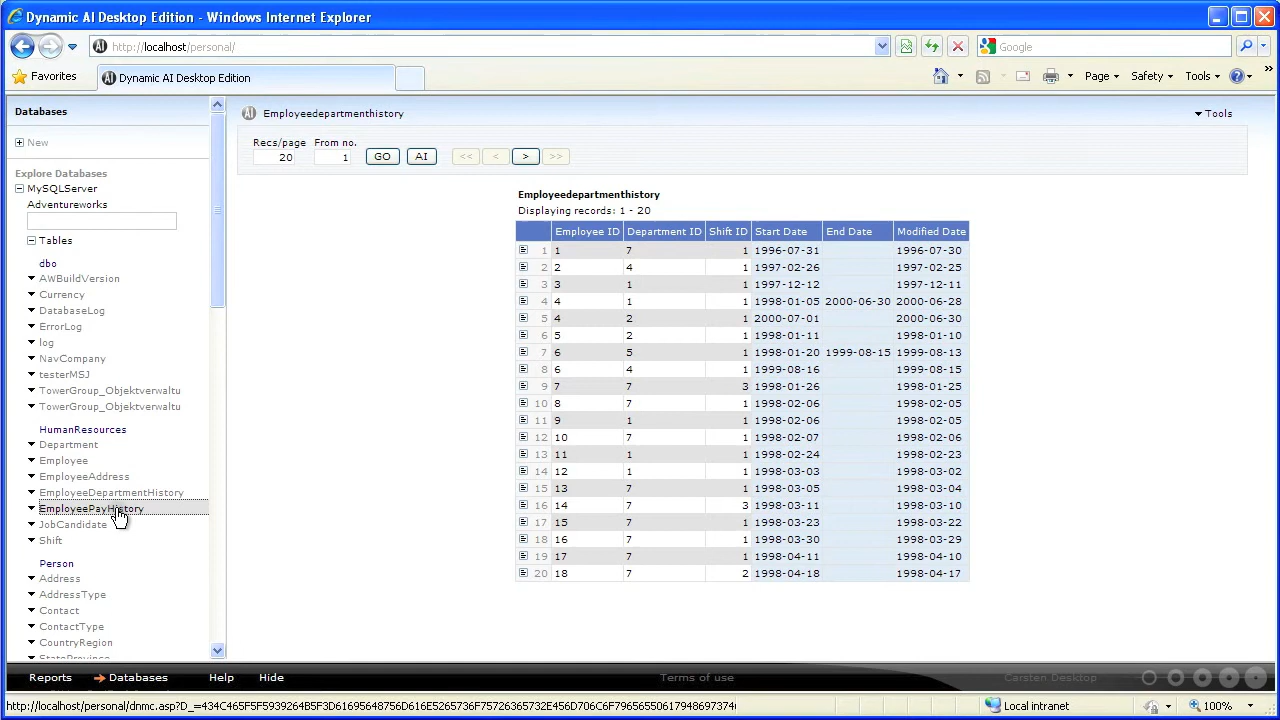 Dynamic AI Desktop Edition - Windows Internet Explorer
http://localhost/personal/
Google
Favorites
Dynamic AI Desktop Edition
Page
Safety
Tools
»
Databases
New
Explore Databases
MySQLServer
Adventureworks
Tables
dbo
AWBuildVersion
Currency
DatabaseLog
ErrorLog
log
NavCompany
testerMSJ
TowerGroup_Objektverwaltu
TowerGroup_Objektverwaltu
HumanResources
Department
Employee
EmployeeAddress
EmployeeDepartmentHistory
EmployeePayHistory
JobCandidate
Shift
Person
Address
AddressType
Contact
ContactType
CountryRegion
StateProvince
AI Employeedepartmenthistory
Tools
Recs/page From no.
20 1 GO AI << < > >>
Employeedepartmenthistory
Displaying records: 1 - 20
Employee ID Department ID Shift ID Start Date End Date Modified Date
1 1 7 1 1996-07-31 1996-07-30
2 2 4 1 1997-02-26 1997-02-25
3 3 1 1 1997-12-12 1997-12-11
4 4 1 1 1998-01-05 2000-06-30 2000-06-28
5 4 2 1 2000-07-01 2000-06-30
6 5 2 1 1998-01-11 1998-01-10
7 6 5 1 1998-01-20 1999-08-15 1999-08-13
8 6 4 1 1999-08-16 1999-08-15
9 7 7 3 1998-01-26 1998-01-25
10 8 7 1 1998-02-06 1998-02-05
11 9 1 1 1998-02-06 1998-02-05
12 10 7 1 1998-02-07 1998-02-06
13 11 1 1 1998-02-24 1998-02-23
14 12 1 1 1998-03-03 1998-03-02
15 13 7 1 1998-03-05 1998-03-04
16 14 7 3 1998-03-11 1998-03-10
17 15 7 1 1998-03-23 1998-03-22
18 16 7 1 1998-03-30 1998-03-29
19 17 7 1 1998-04-11 1998-04-10
20 18 7 2 1998-04-18 1998-04-17
Reports Databases Help Hide Terms of use Carsten Desktop
Local intranet
100%